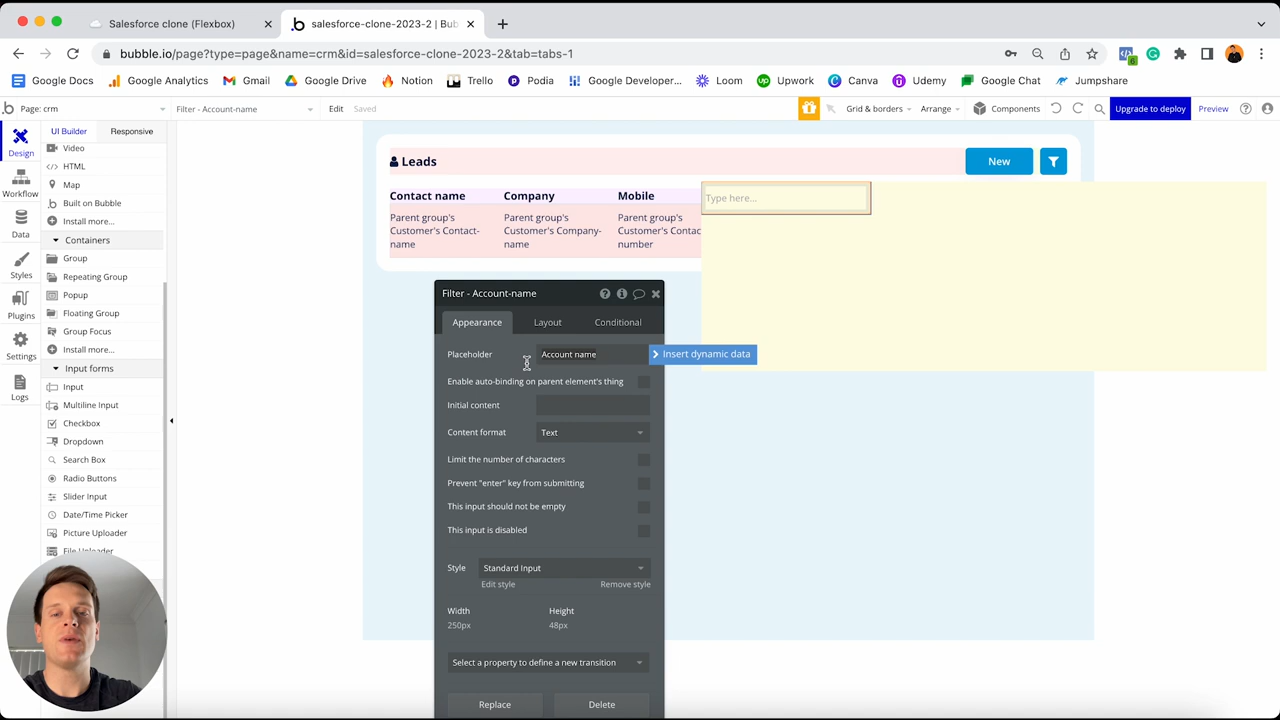 Salesforce clone (Flexbox)
salesforce-clone-2023-2 | Bub
bubble.io/page?type=page&name=crm&id=salesforce-clone-2023-2&tab=tabs-1
Google Docs Google Analytics Gmail Google Drive Notion Trello Podia Google Developer... Loom Upwork Canva Udemy Google Chat Jumpshare
Page: crm Filter - Account-name Edit Saved Grid & borders Arrange Components Upgrade to deploy Preview
Design
Workflow
Data
Styles
Plugins
Settings
Logs
UI Builder Responsive
Video
HTML
Map
Built on Bubble
Install more...
Containers
Group
Repeating Group
Popup
Floating Group
Group Focus
Install more...
Input forms
Input
Multiline Input
Checkbox
Dropdown
Search Box
Radio Buttons
Slider Input
Date/Time Picker
Picture Uploader
File Uploader
Leads New
Contact name Company Mobile
Parent group's
Customer's Contact-
name
Parent group's
Customer's Company-
name
Parent group's
Customer's Contac
number
Type here...
Filter - Account-name
Appearance Layout Conditional
Placeholder Account name Insert dynamic data
Enable auto-binding on parent element's thing
Initial content
Content format Text
Limit the number of characters
Prevent "enter" key from submitting
This input should not be empty
This input is disabled
Style Standard Input
Edit style Remove style
Width Height
250px 48px
Select a property to define a new transition
Replace Delete